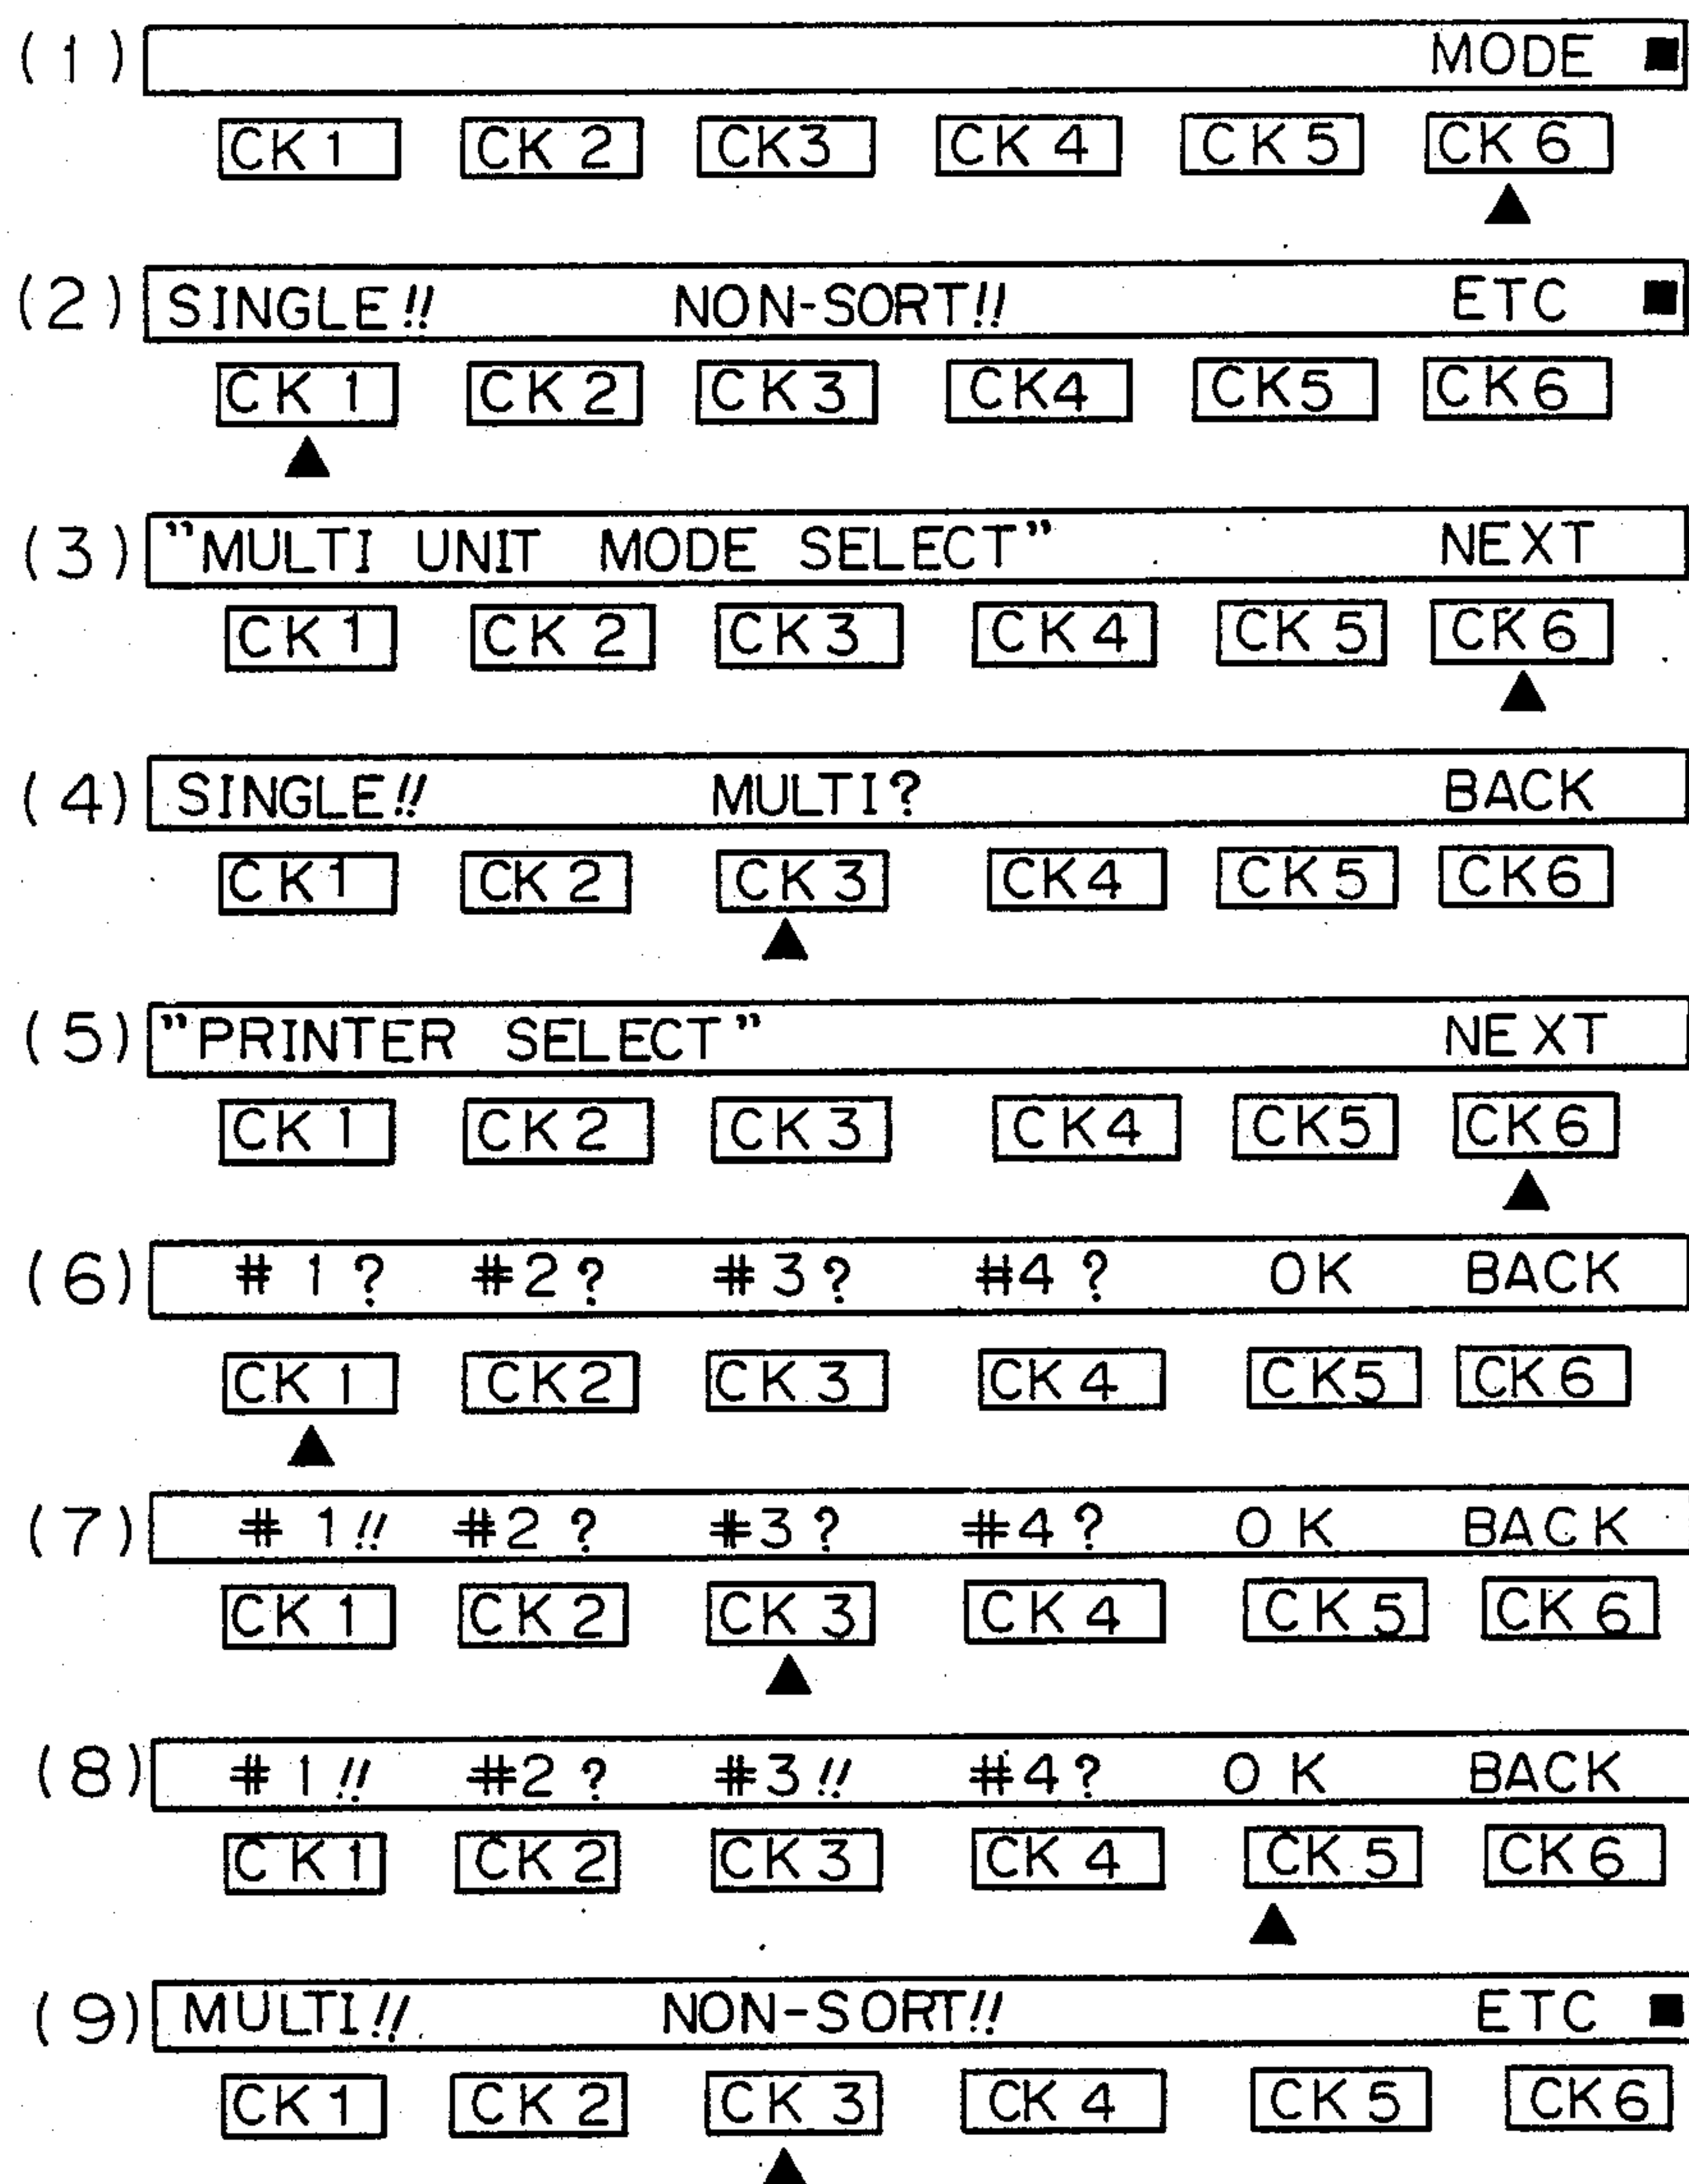 (1) MODE ■
CK1 CK2 CK3 CK4 CK5 CK6
(2) SINGLE!! NON-SORT!! ETC ■
CK1 CK2 CK3 CK4 CK5 CK6
(3) "MULTI UNIT MODE SELECT" NEXT
CK1 CK2 CK3 CK4 CK5 CK6
(4) SINGLE!! MULTI? BACK
CK1 CK2 CK3 CK4 CK5 CK6
(5) "PRINTER SELECT" NEXT
CK1 CK2 CK3 CK4 CK5 CK6
(6) #1? #2? #3? #4? OK BACK
CK1 CK2 CK3 CK4 CK5 CK6
(7) #1!! #2? #3? #4? OK BACK
CK1 CK2 CK3 CK4 CK5 CK6
(8) #1!! #2? #3!! #4? OK BACK
CK1 CK2 CK3 CK4 CK5 CK6
(9) MULTI!! NON-SORT!! ETC ■
CK1 CK2 CK3 CK4 CK5 CK6